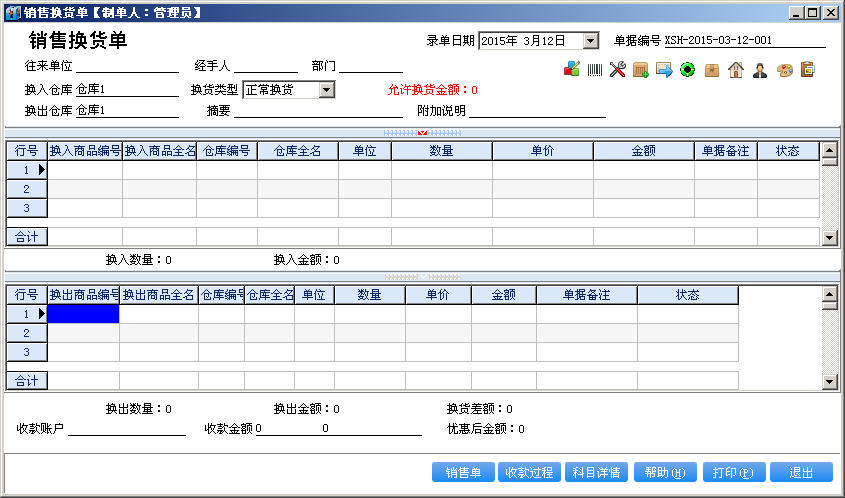 销售换货单【制单人：管理员】
销售换货单 录单日期 2015年 3月12日 单据编号 XSH-2015-03-12-001
往来单位 经手人 部门
换入仓库 仓库1 换货类型 正常换货 允许换货金额：0
换出仓库 仓库1 摘要 附加说明
行号 换入商品编号 换入商品全名 仓库编号 仓库全名 单位 数量 单价 金额 单据备注 状态
1
2
3
合计
换入数量：0 换入金额：0
行号 换出商品编号 换出商品全名 仓库编号 仓库全名 单位 数量 单价 金额 单据备注 状态
1
2
3
合计
换出数量：0 换出金额：0 换货差额：0
收款账户 收款金额 0 0 优惠后金额：0
销售单 收款过程 科目详情 帮助(H) 打印(P) 退出